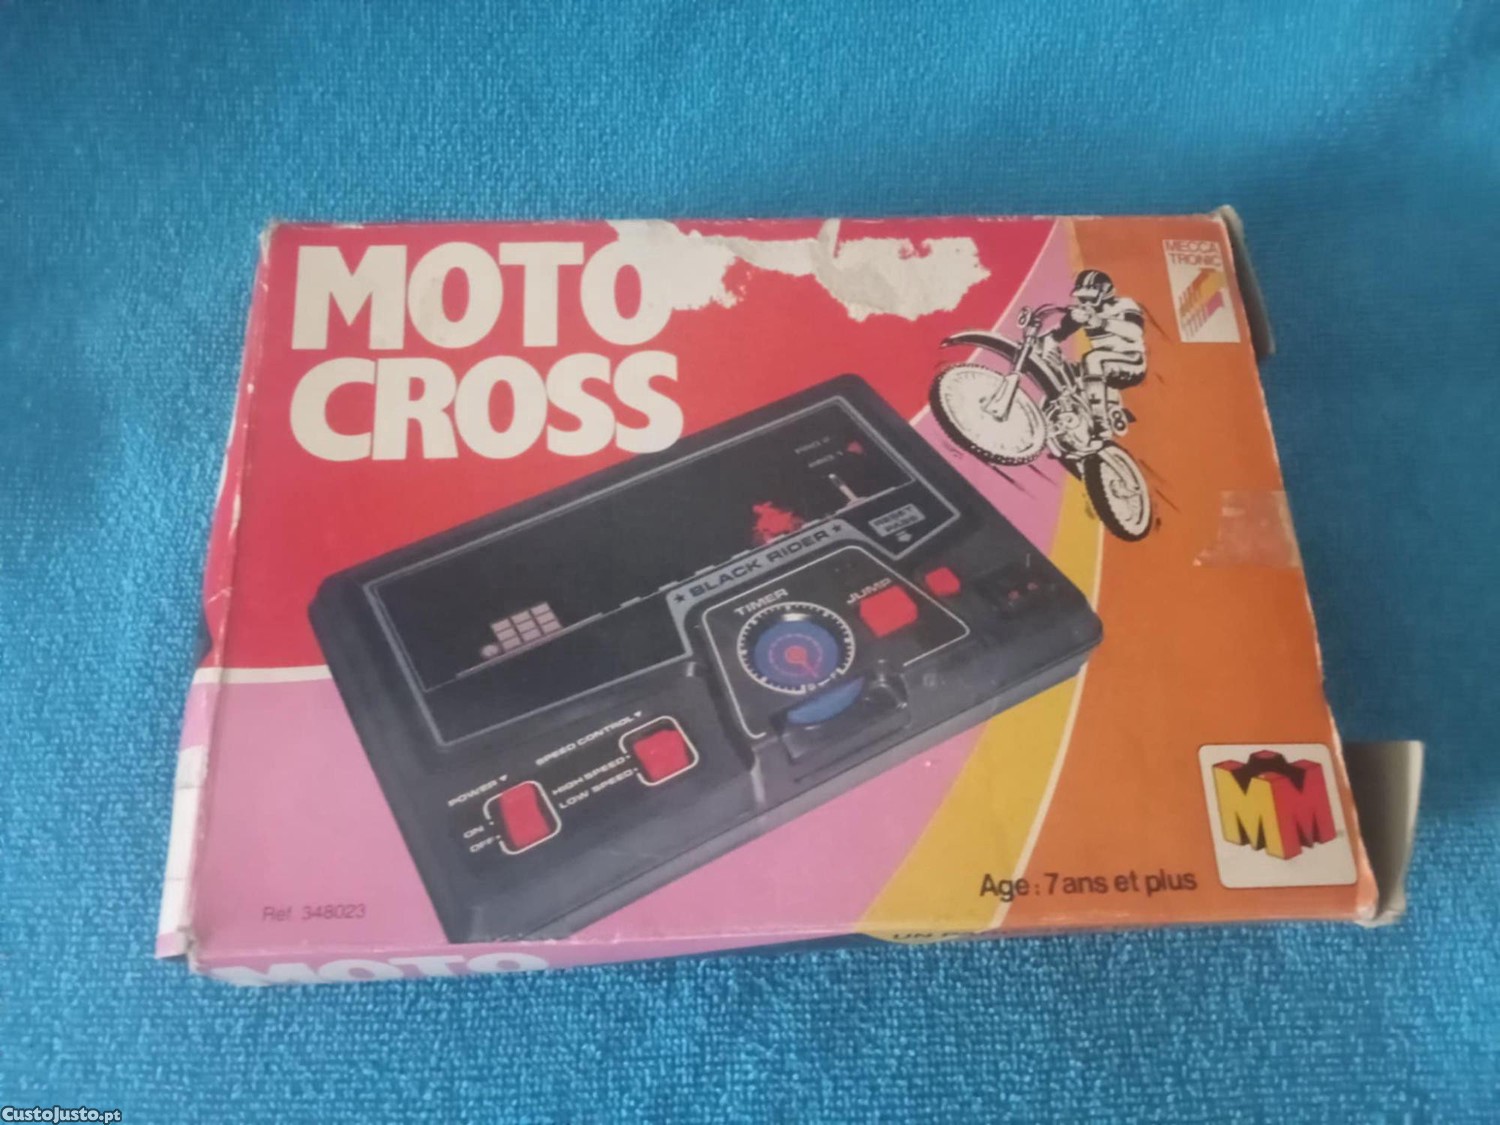 MOTO
CROSS
MECCA
TRONIC
★ BLACK RIDER ★
TIMER
JUMP
SPEED CONTROL ▼
HIGH SPEED
LOW SPEED
POWER ▼
ON
OFF
MM
Age : 7 ans et plus
Ref 348023
MOTO
UN
CustoJusto.pt